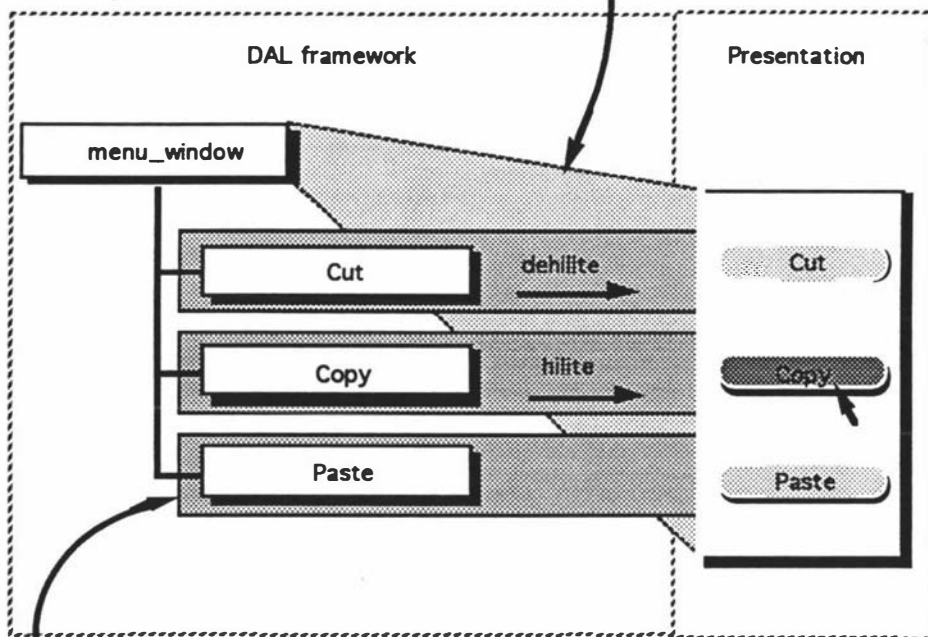 DAL framework
Presentation
menu_window
Cut
dehilite
Cut
Copy
hilite
Copy
Paste
Paste